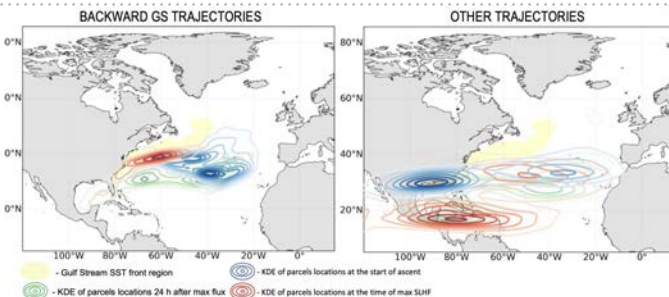 BACKWARD GS TRAJECTORIES
OTHER TRAJECTORIES
0°N
0°N
0°N
0°N
100°W 80°W 60°W 40°W 20°W
80°N
60°N
40°N
20°N
100°W 80°W 60°W 40°W 20°W 0°
- Gulf Stream SST front region
- KDE of parcels locations at the start of ascent
- KDE of parcels locations 24 h after max flux
- KDE of parcels locations at the time of max SLHF